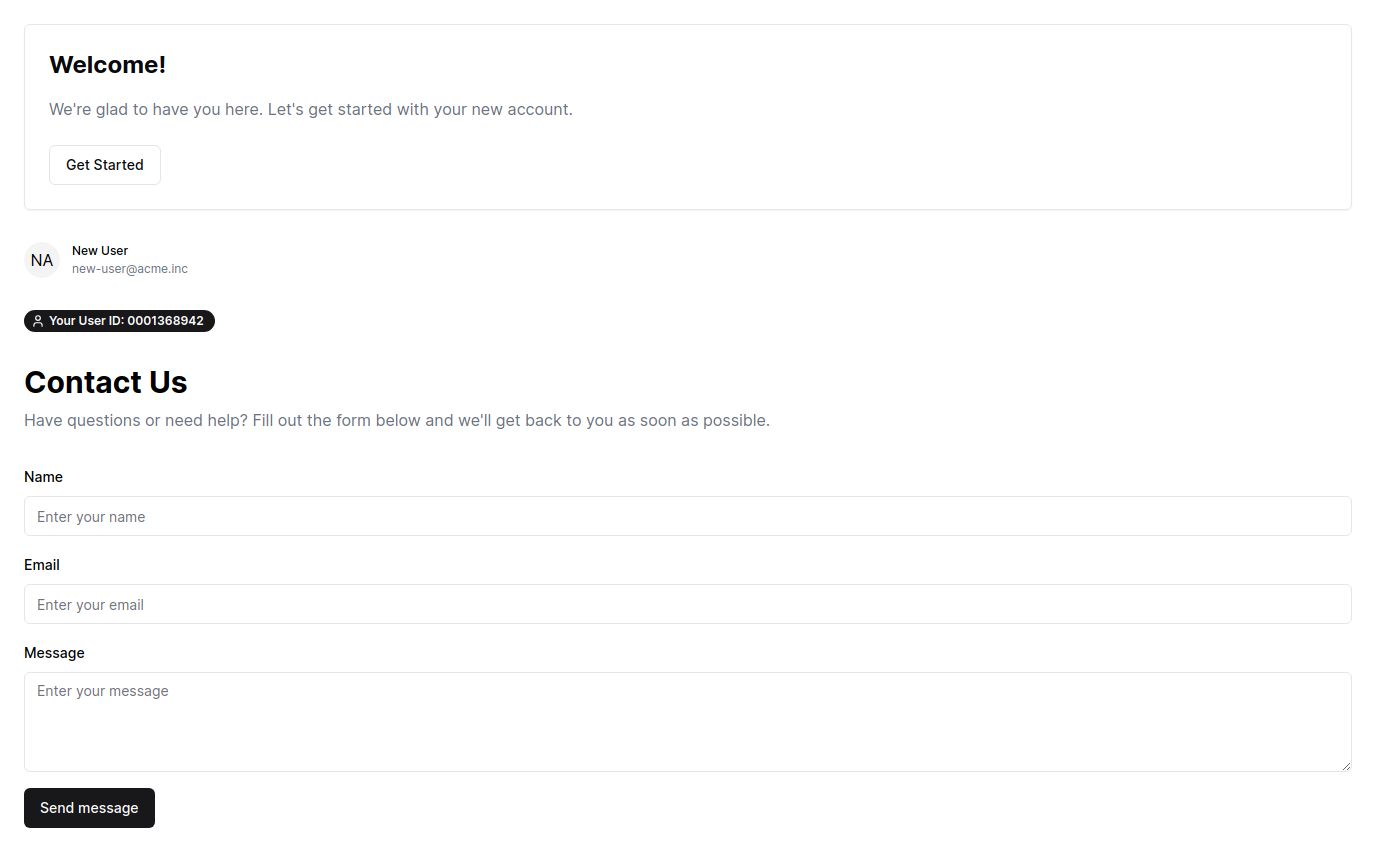 Welcome!
We're glad to have you here. Let's get started with your new account.
Get Started
NA
New User
new-user@acme.inc
Your User ID: 0001368942
Contact Us
Have questions or need help? Fill out the form below and we'll get back to you as soon as possible.
Name
Enter your name
Email
Enter your email
Message
Enter your message
Send message